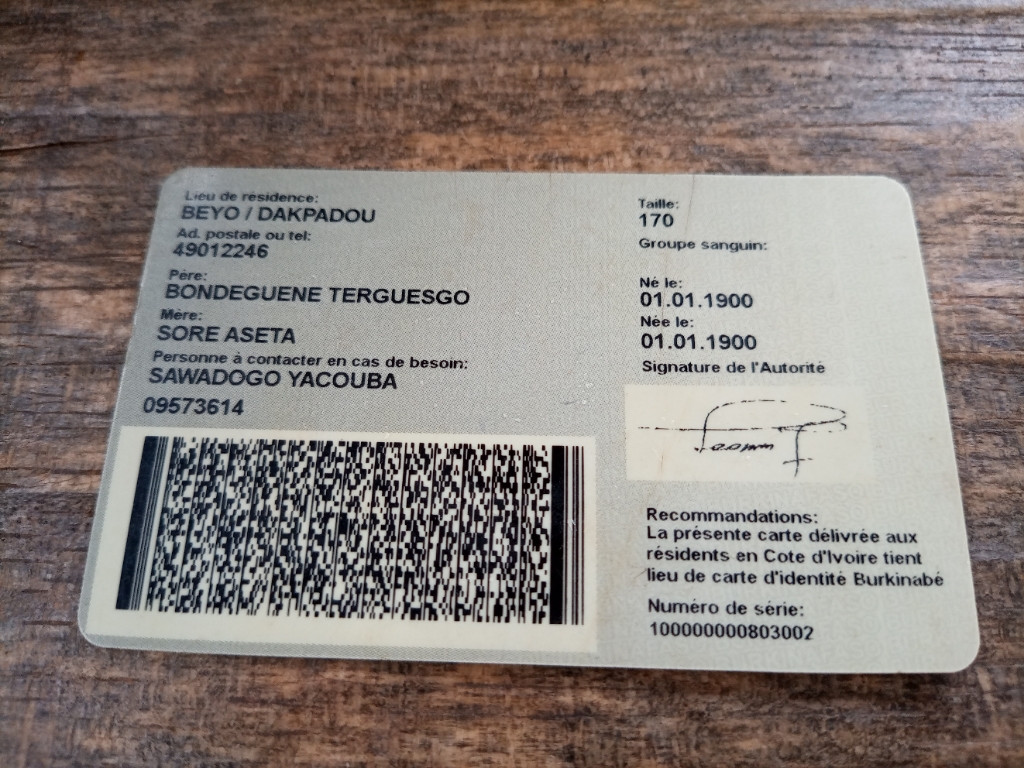 Lieu de résidence:
BEYO / DAKPADOU
Ad. postale ou tel:
49012246
Père:
BONDEGUENE TERGUESGO
Mère:
SORE ASETA
Personne à contacter en cas de besoin:
SAWADOGO YACOUBA
09573614
Taille:
170
Groupe sanguin:
Né le:
01.01.1900
Née le:
01.01.1900
Signature de l'Autorité
Recommandations:
La présente carte délivrée aux
résidents en Cote d'Ivoire tient
lieu de carte d'identité Burkinabé
Numéro de série:
100000000803002